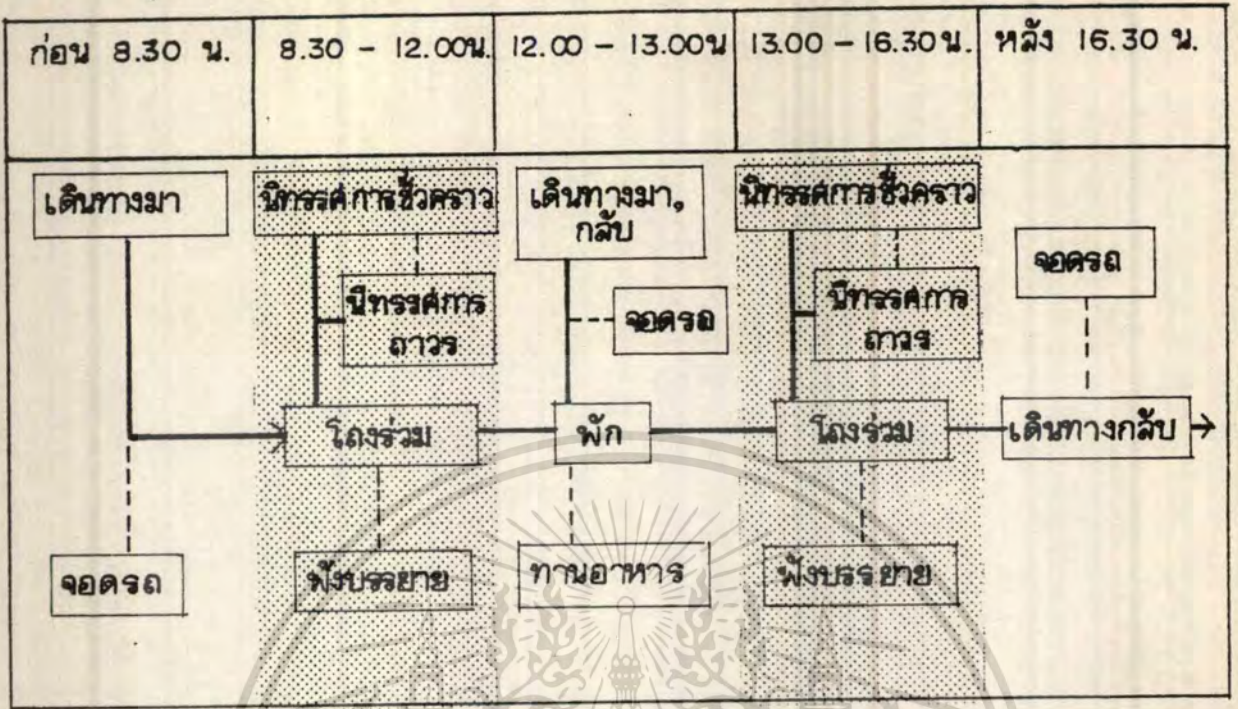 ก่อน 8.30 น.
8.30 - 12.00น.
12.00 - 13.00น
13.00 - 16.30น.
หลัง 16.30 น.
เดินทางมา
จอดรถ
นิทรรศการชั่วคราว
นิทรรศการ
ถาวร
โถงร่วม
ฟังบรรยาย
เดินทางมา,
กลับ
จอดรถ
พัก
ทานอาหาร
นิทรรศการชั่วคราว
นิทรรศการ
ถาวร
โถงร่วม
ฟังบรรยาย
จอดรถ
เดินทางกลับ